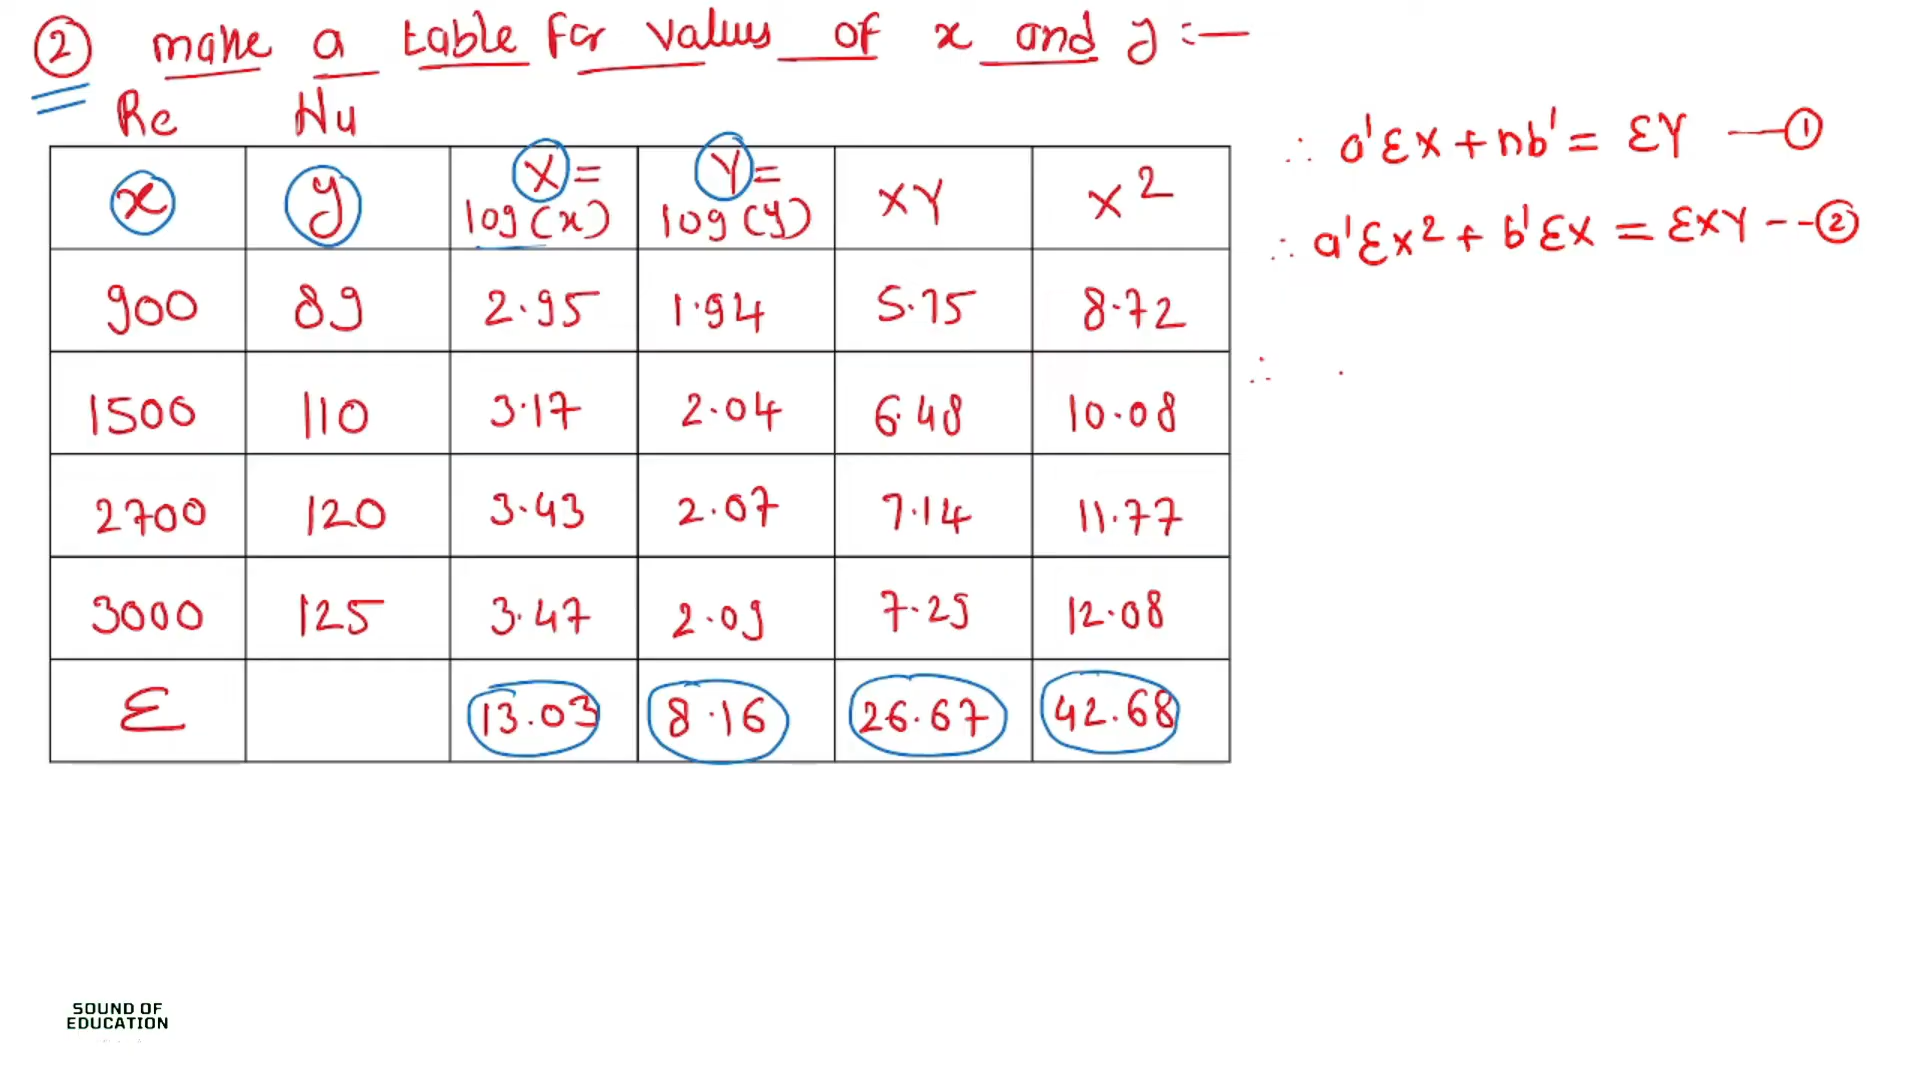 ② make a table for values of x and y :—
Re Nu
x y X = log(x) Y = log(y) XY X²
900 89 2.95 1.94 5.75 8.72
1500 110 3.17 2.04 6.48 10.08
2700 120 3.43 2.07 7.14 11.77
3000 125 3.47 2.09 7.29 12.08
Σ 13.03 8.16 26.67 42.68
∴ a'ΣX + nb' = ΣY —①
∴ a'ΣX² + b'ΣX = ΣXY --②
∴
SOUND OF
EDUCATION